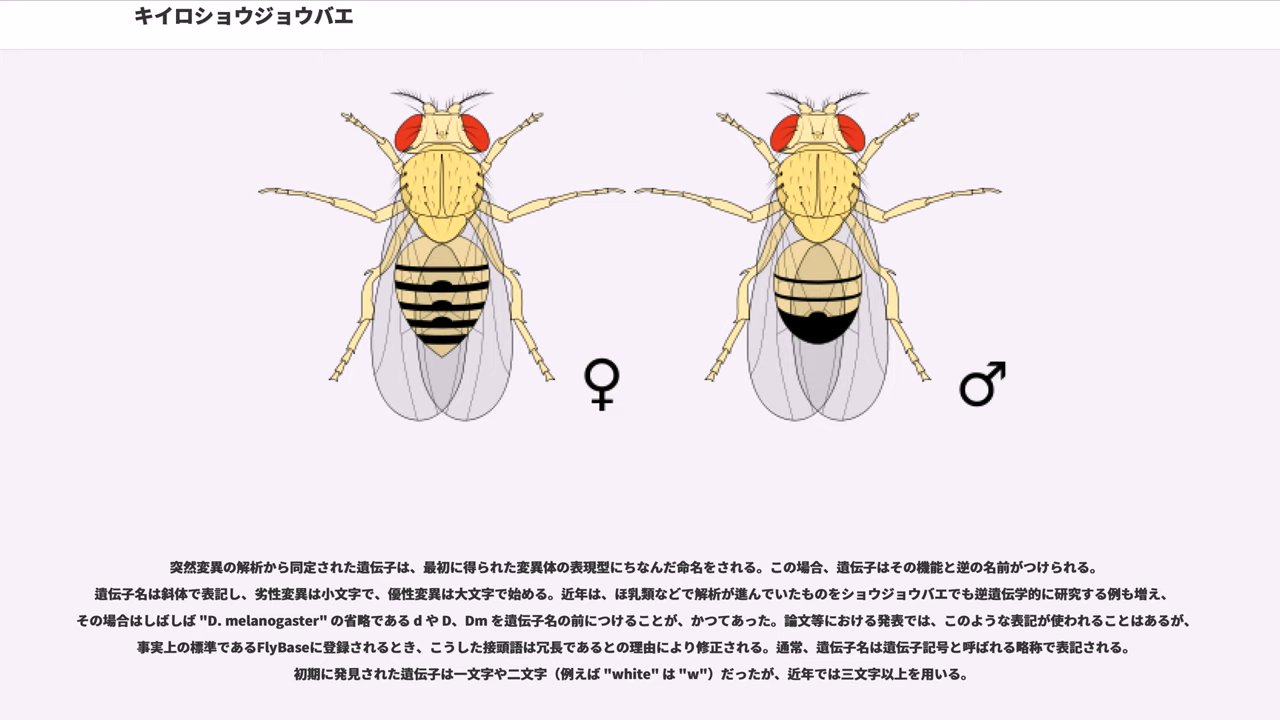 キイロショウジョウバエ
♀
♂
突然変異の解析から同定された遺伝子は、最初に得られた変異体の表現型にちなんだ命名をされる。この場合、遺伝子はその機能と逆の名前がつけられる。
遺伝子名は斜体で表記し、劣性変異は小文字で、優性変異は大文字で始める。近年は、ほ乳類などで解析が進んでいたものをショウジョウバエでも逆遺伝学的に研究する例も増え、
その場合はしばしば "D. melanogaster" の省略である d や D、Dm を遺伝子名の前につけることが、かつてあった。論文等における発表では、このような表記が使われることはあるが、
事実上の標準であるFlyBaseに登録されるとき、こうした接頭語は冗長であるとの理由により修正される。通常、遺伝子名は遺伝子記号と呼ばれる略称で表記される。
初期に発見された遺伝子は一文字や二文字（例えば "white" は "w"）だったが、近年では三文字以上を用いる。